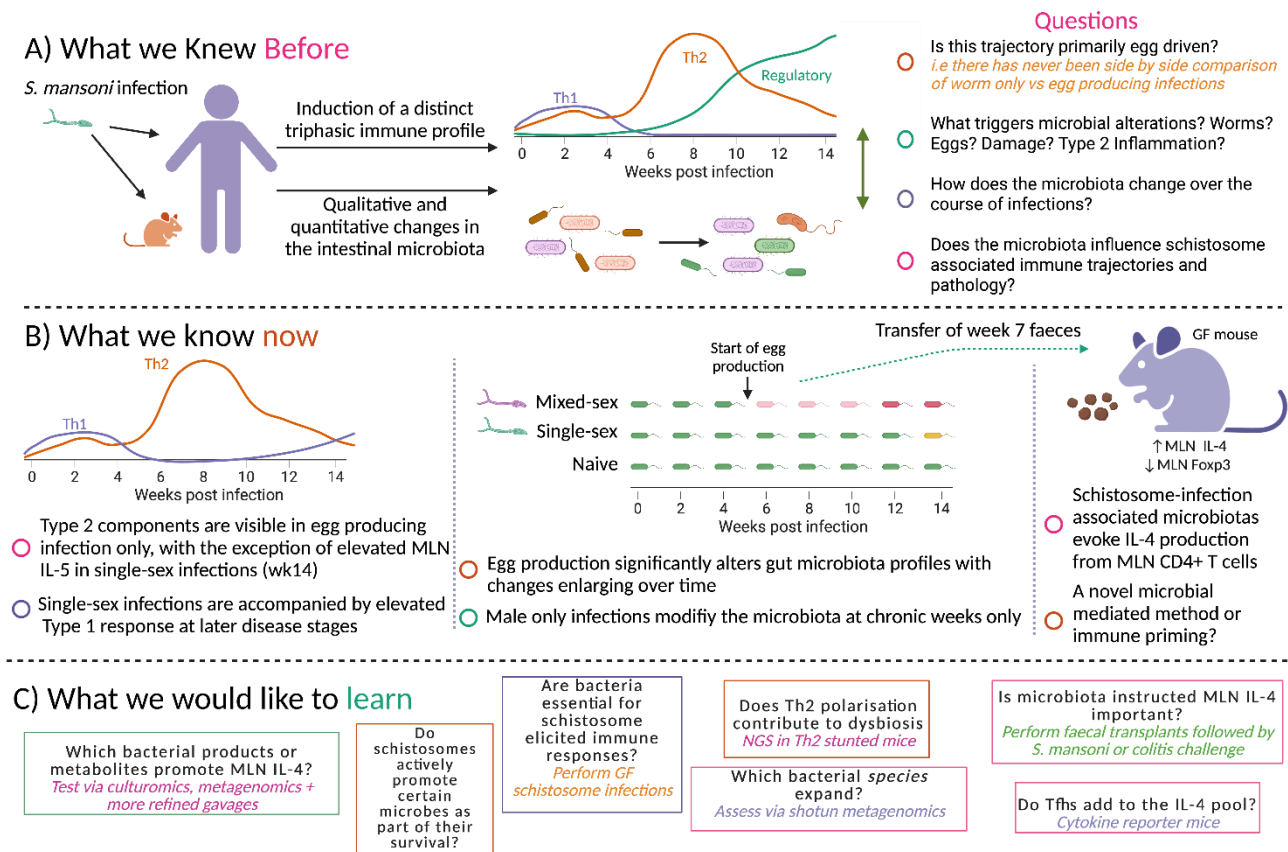 A) What we Knew Before
S. mansoni infection
Induction of a distinct
triphasic immune profile
Qualitative and
quantitative changes in
the intestinal microbiota
Th1
Th2
Regulatory
0 2 4 6 8 10 12 14
Weeks post infection
Questions
Is this trajectory primarily egg driven?
i.e there has never been side by side comparison
of worm only vs egg producing infections
What triggers microbial alterations? Worms?
Eggs? Damage? Type 2 Inflammation?
How does the microbiota change over the
course of infections?
Does the microbiota influence schistosome
associated immune trajectories and
pathology?
B) What we know now
Th2
Th1
0 2 4 6 8 10 12 14
Weeks post infection
Type 2 components are visible in egg producing
infection only, with the exception of elevated MLN
IL-5 in single-sex infections (wk14)
Single-sex infections are accompanied by elevated
Type 1 response at later disease stages
Transfer of week 7 faeces
Start of egg
production
Mixed-sex
Single-sex
Naive
0 2 4 6 8 10 12 14
Weeks post infection
Egg production significantly alters gut microbiota profiles with
changes enlarging over time
Male only infections modifiy the microbiota at chronic weeks only
GF mouse
↑MLN IL-4
↓MLN Foxp3
Schistosome-infection
associated microbiotas
evoke IL-4 production
from MLN CD4+ T cells
A novel microbial
mediated method or
immune priming?
C) What we would like to learn
Which bacterial products or
metabolites promote MLN IL-4?
Test via culturomics, metagenomics +
more refined gavages
Do
schistosomes
actively
promote
certain
microbes as
part of their
survival?
Are bacteria
essential for
schistosome
elicited immune
responses?
Perform GF
schistosome infections
Does Th2 polarisation
contribute to dysbiosis
NGS in Th2 stunted mice
Which bacterial species
expand?
Assess via shotun metagenomics
Is microbiota instructed MLN IL-4
important?
Perform faecal transplants followed by
S. mansoni or colitis challenge
Do Tfhs add to the IL-4 pool?
Cytokine reporter mice